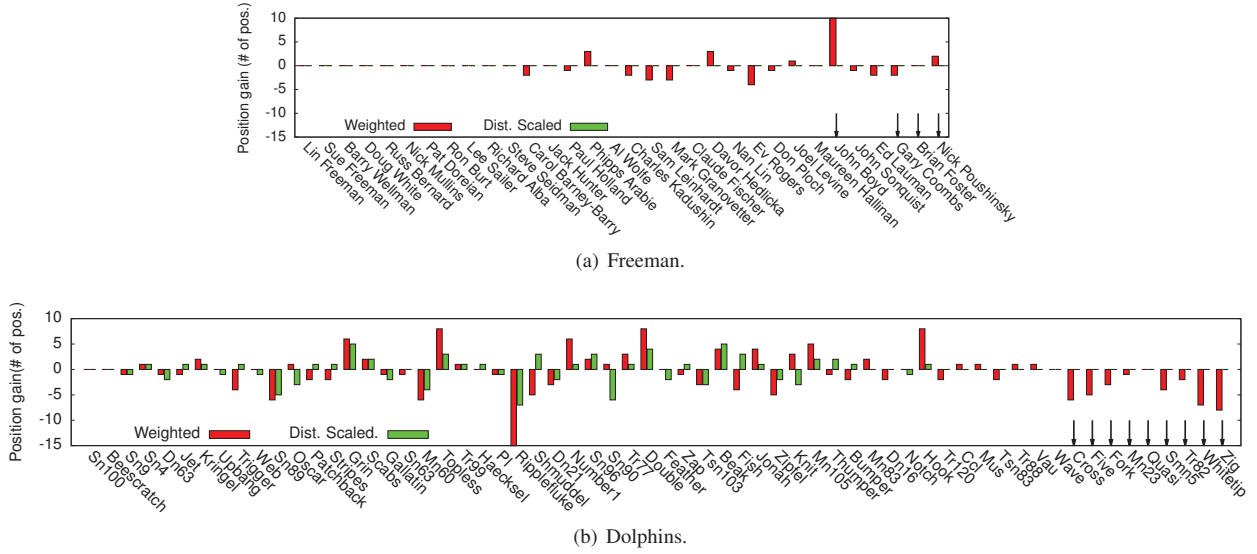 Position gain (# of pos.)
10
5
0
-5
-10
-15
Weighted
Dist. Scaled
Lin Freeman
Sue Freeman
Barry Wellman
Doug White
Russ Bernard
Nick Mullins
Pat Doreian
Ron Burt
Lee Sailer
Richard Alba
Steve Seidman
Carol Barney-Barry
Jack Hunter
Paul Holland
Phipps Arabie
Al Wolfe
Charles Kadushin
Sam Leinhardt
Mark Granovetter
Claude Fischer
Davor Hedlicka
Nan Lin
Ev Rogers
Don Ploch
Joel Levine
Maureen Hallinan
John Boyd
John Sonquist
Ed Lauman
Gary Coombs
Brian Foster
Nick Poushinsky
(a) Freeman.
Position gain(# of pos.)
10
5
0
-5
-10
-15
Weighted
Dist. Scaled.
Sn100
Beescratch
Sn9
Sn4
Dn63
Jet
Kringel
Upbang
Trigger
Web
Sn89
Oscar
Patchback
Stripes
Grin
Scabs
Gallatin
Sn63
Mn60
Topless
Tr99
Haecksel
Pl
Ripplefluke
Shmuddel
Dn21
Number1
Sn96
Sn90
Tr77
Double
Feather
Zap
Tsn103
Beak
Fish
Jonah
Zipfel
Knit
Mn105
Thumper
Bumper
Mn83
Dn16
Notch
Hook
Tr120
Ccl
Mus
Tsn83
Tr88
Vau
Wave
Cross
Five
Fork
Mn23
Quasi
Smn5
Tr82
Whitetip
Zig
(b) Dolphins.